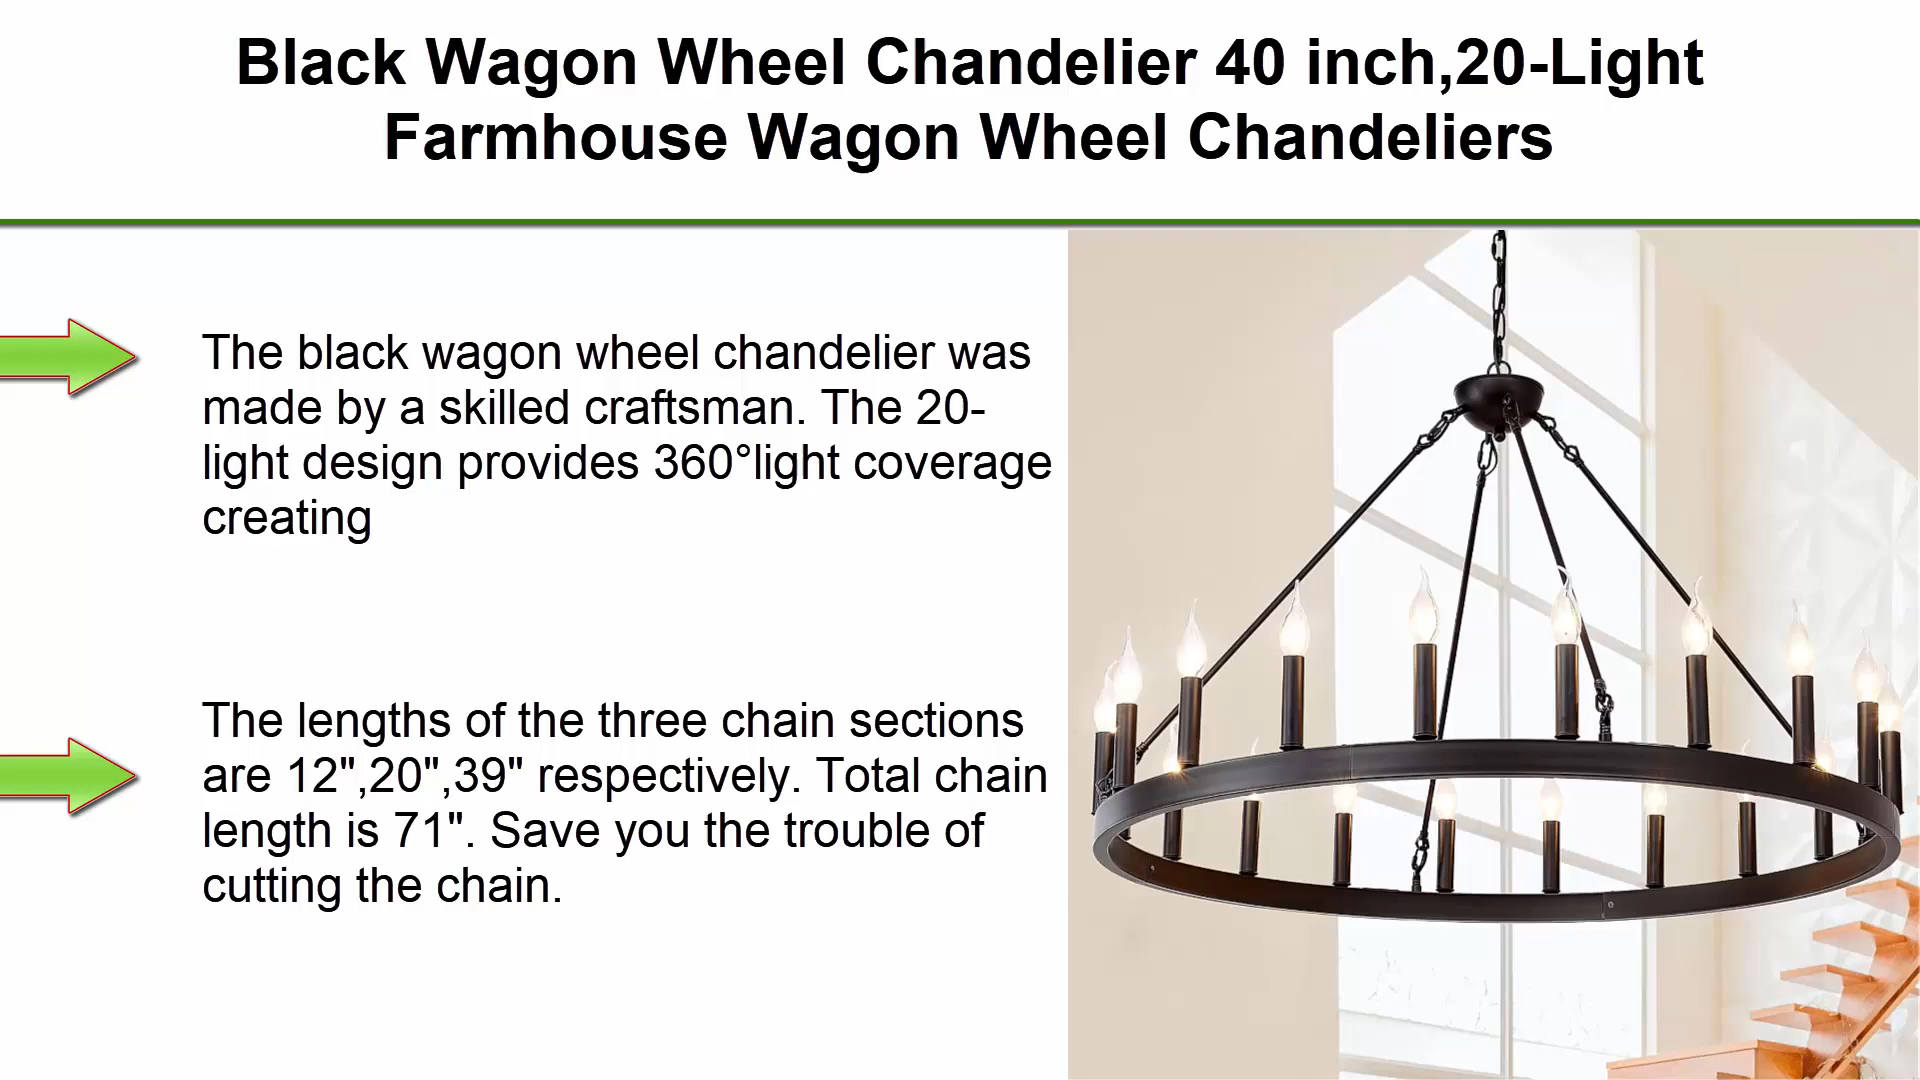 Black Wagon Wheel Chandelier 40 inch,20-Light
Farmhouse Wagon Wheel Chandeliers
The black wagon wheel chandelier was
made by a skilled craftsman. The 20-
light design provides 360°light coverage
creating
The lengths of the three chain sections
are 12",20",39" respectively. Total chain
length is 71". Save you the trouble of
cutting the chain.